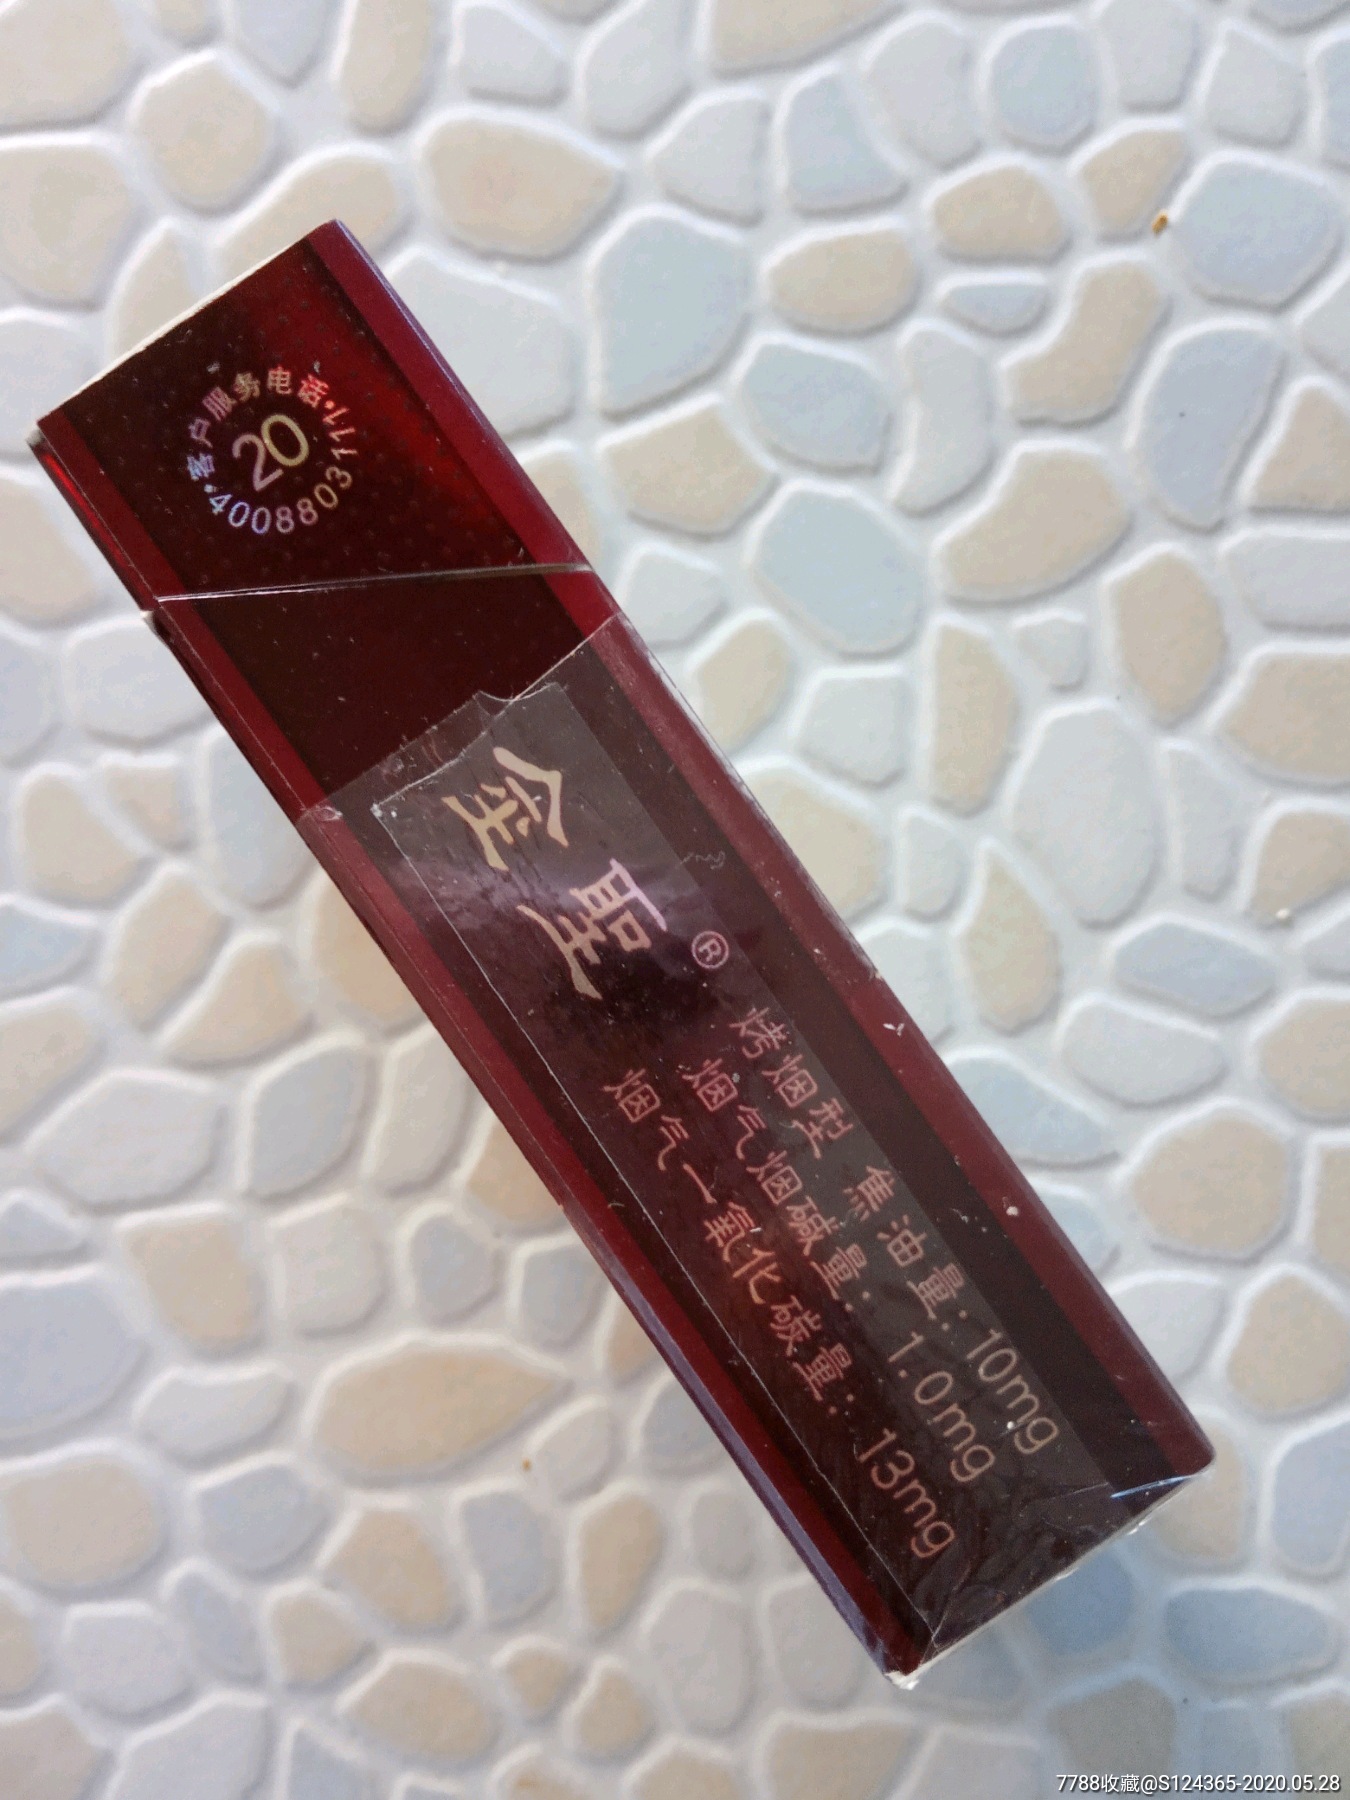 客户服务电话·4008803711·
20
金聖®
烤烟型 焦油量:10mg
烟气烟碱量:1.0mg
烟气一氧化碳量:13mg
7788收藏@S124365-2020.05.28